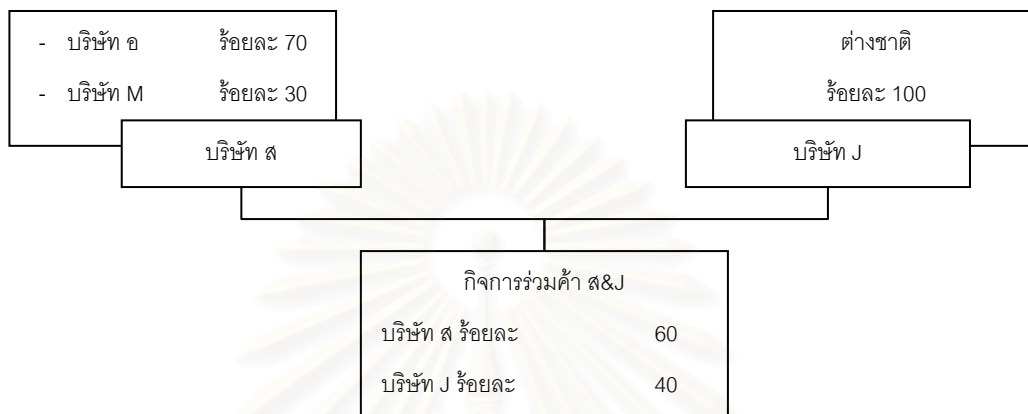 - บริษัท อ ร้อยละ 70
- บริษัท M ร้อยละ 30
บริษัท ส
ต่างชาติ
ร้อยละ 100
บริษัท J
กิจการร่วมค้า ส&J
บริษัท ส ร้อยละ 60
บริษัท J ร้อยละ 40